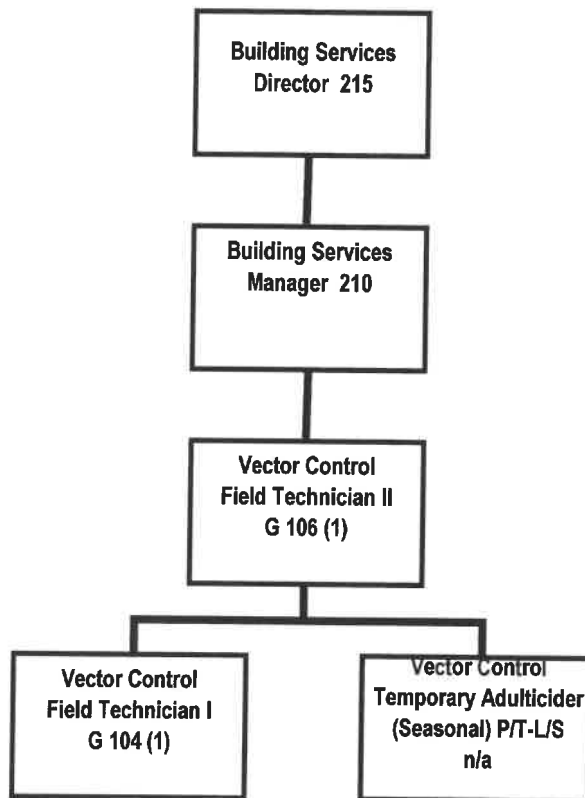 Building Services
Director 215
Building Services
Manager 210
Vector Control
Field Technician II
G 106 (1)
Vector Control
Field Technician I
G 104 (1)
Vector Control
Temporary Adulticider
(Seasonal) P/T-L/S
n/a